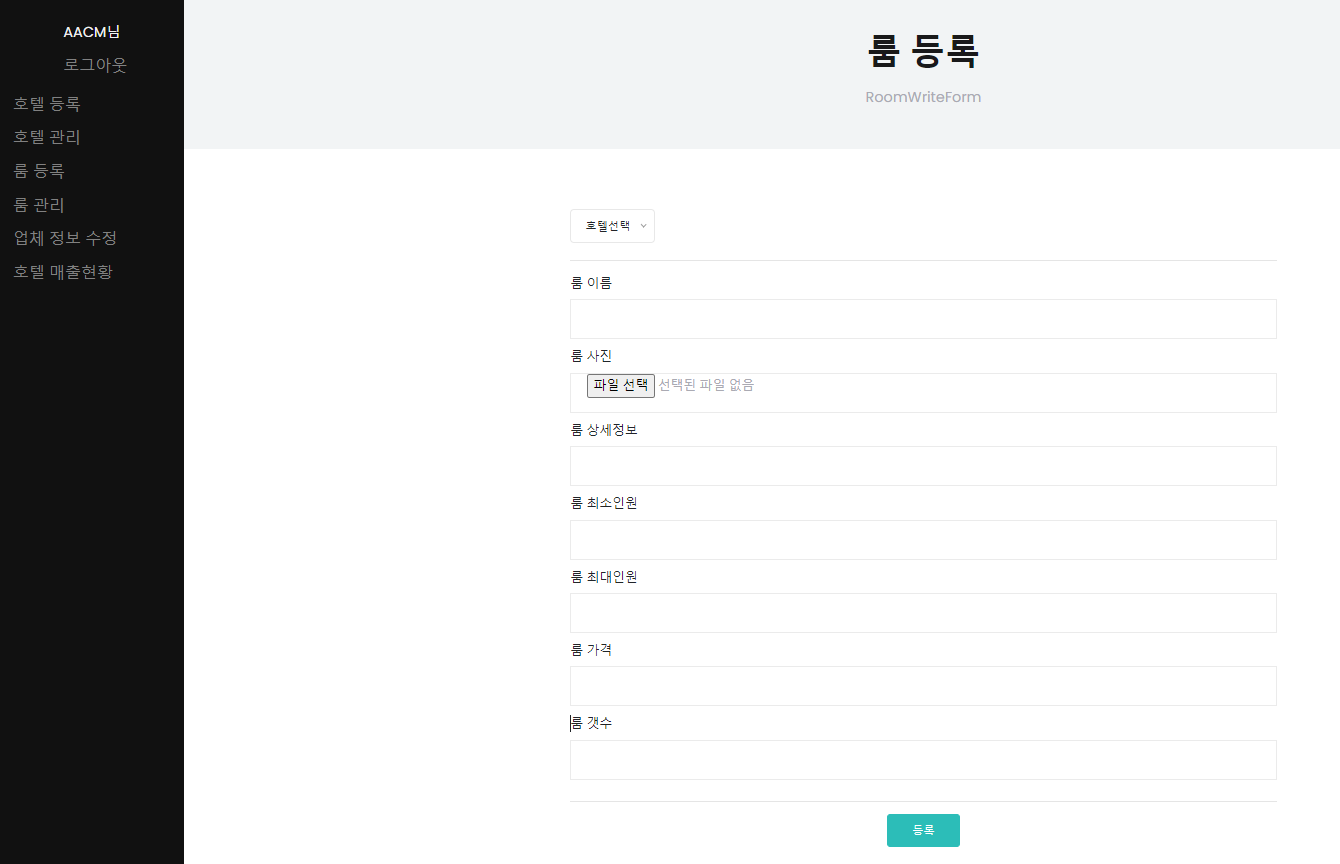 AACM님
로그아웃
호텔 등록
호텔 관리
룸 등록
룸 관리
업체 정보 수정
호텔 매출현황
룸 등록
RoomWriteForm
호텔선택
룸 이름
룸 사진
파일 선택 선택된 파일 없음
룸 상세정보
룸 최소인원
룸 최대인원
룸 가격
룸 갯수
등록